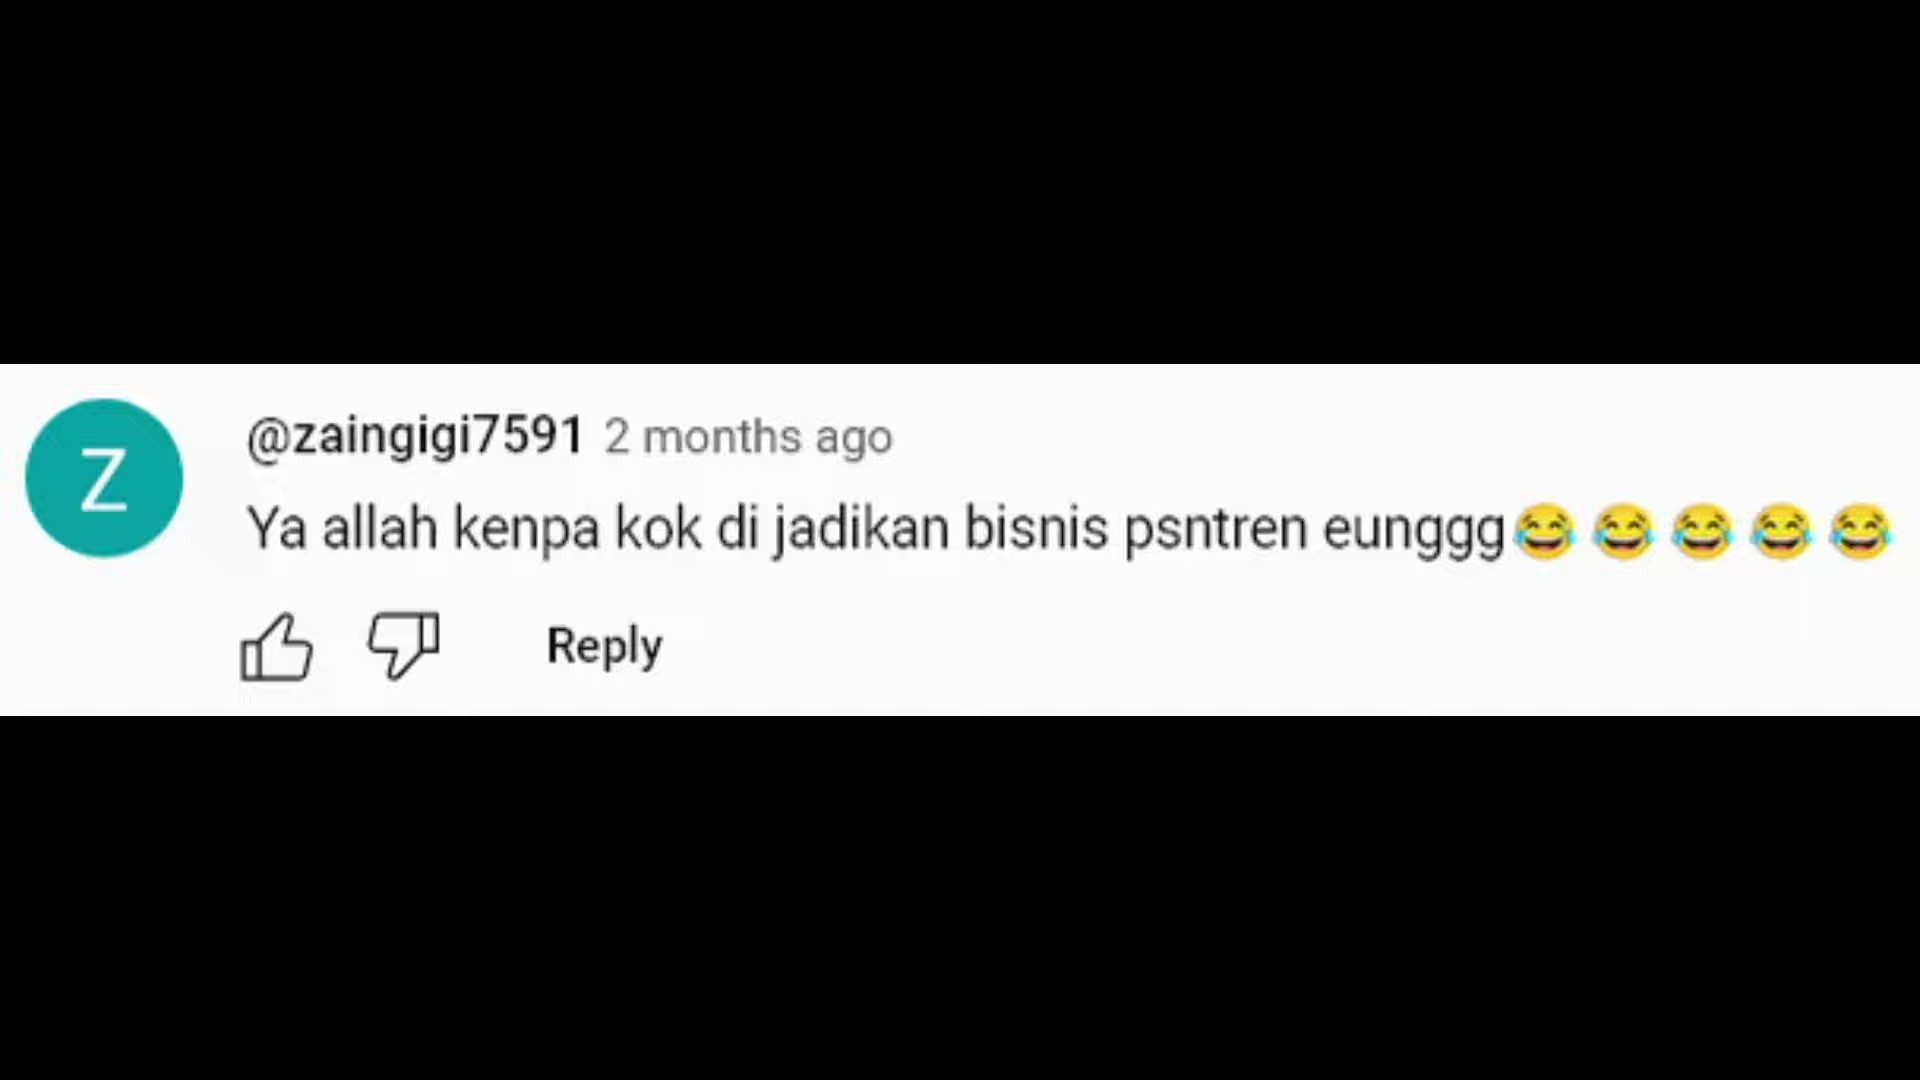 Z
@zaingigi7591 2 months ago
Ya allah kenpa kok di jadikan bisnis psntren eunggg😂😂😂😂😂
Reply